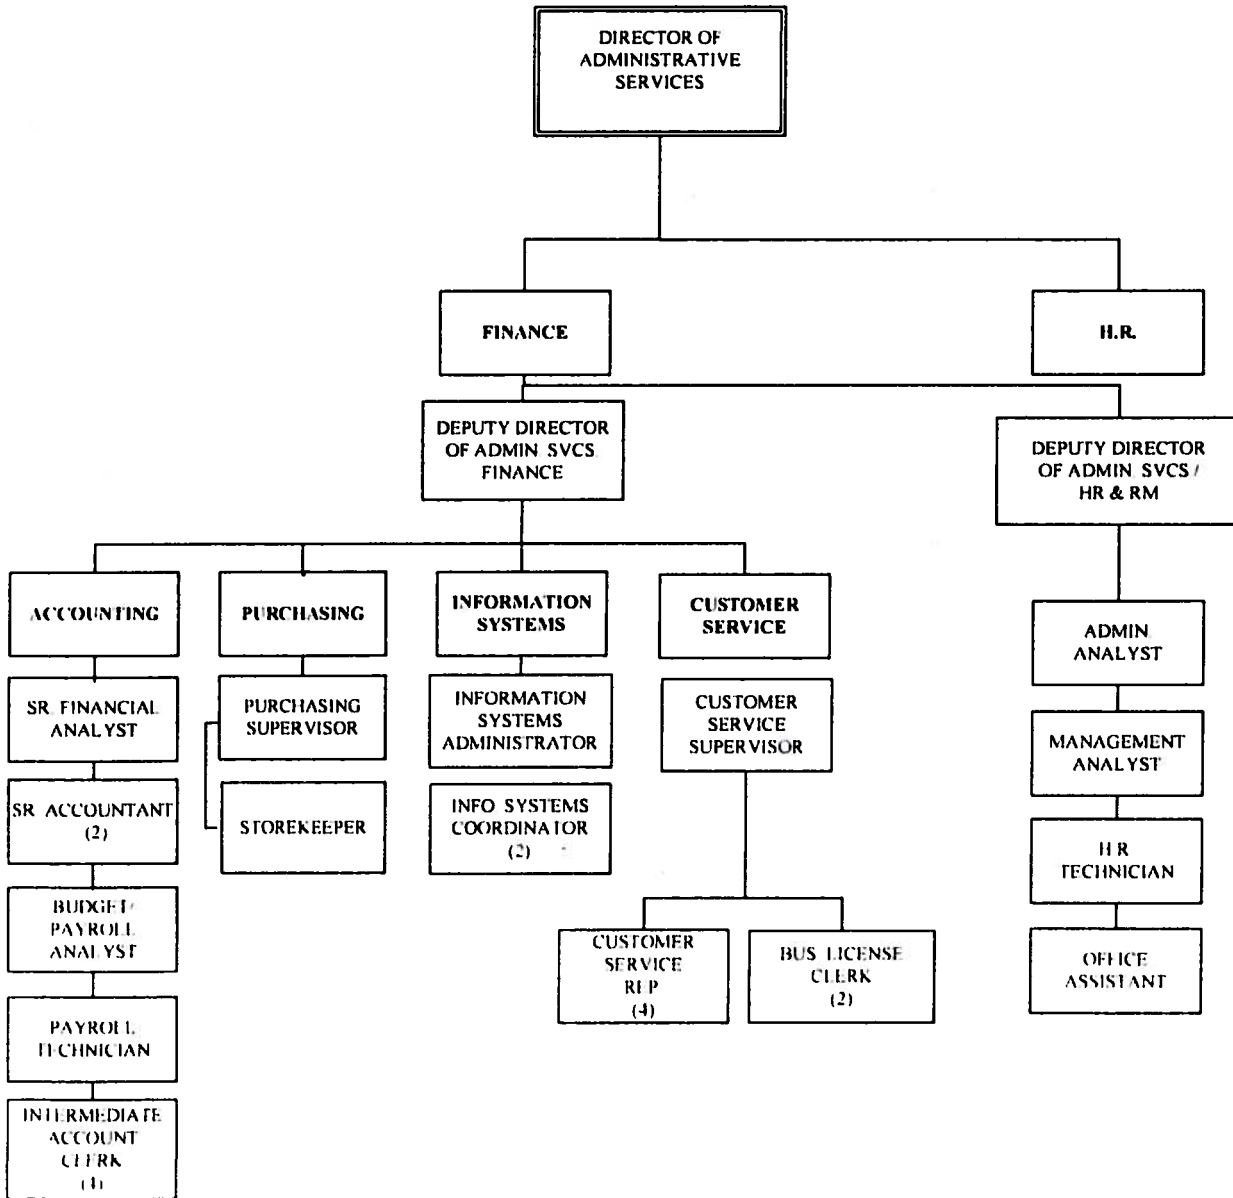 DIRECTOR OF
ADMINISTRATIVE
SERVICES
FINANCE
H.R.
DEPUTY DIRECTOR
OF ADMIN SVCS
FINANCE
DEPUTY DIRECTOR
OF ADMIN SVCS /
HR & RM
ACCOUNTING
PURCHASING
INFORMATION
SYSTEMS
CUSTOMER
SERVICE
ADMIN
ANALYST
SR. FINANCIAL
ANALYST
PURCHASING
SUPERVISOR
INFORMATION
SYSTEMS
ADMINISTRATOR
CUSTOMER
SERVICE
SUPERVISOR
MANAGEMENT
ANALYST
SR ACCOUNTANT
(2)
STOREKEEPER
INFO SYSTEMS
COORDINATOR
(2)
HR
TECHNICIAN
BUDGET/
PAYROLL
ANALYST
CUSTOMER
SERVICE
REP
(4)
BUS LICENSE
CLERK
(2)
OFFICE
ASSISTANT
PAYROLL
TECHNICIAN
INTERMEDIATE
ACCOUNT
CLERK